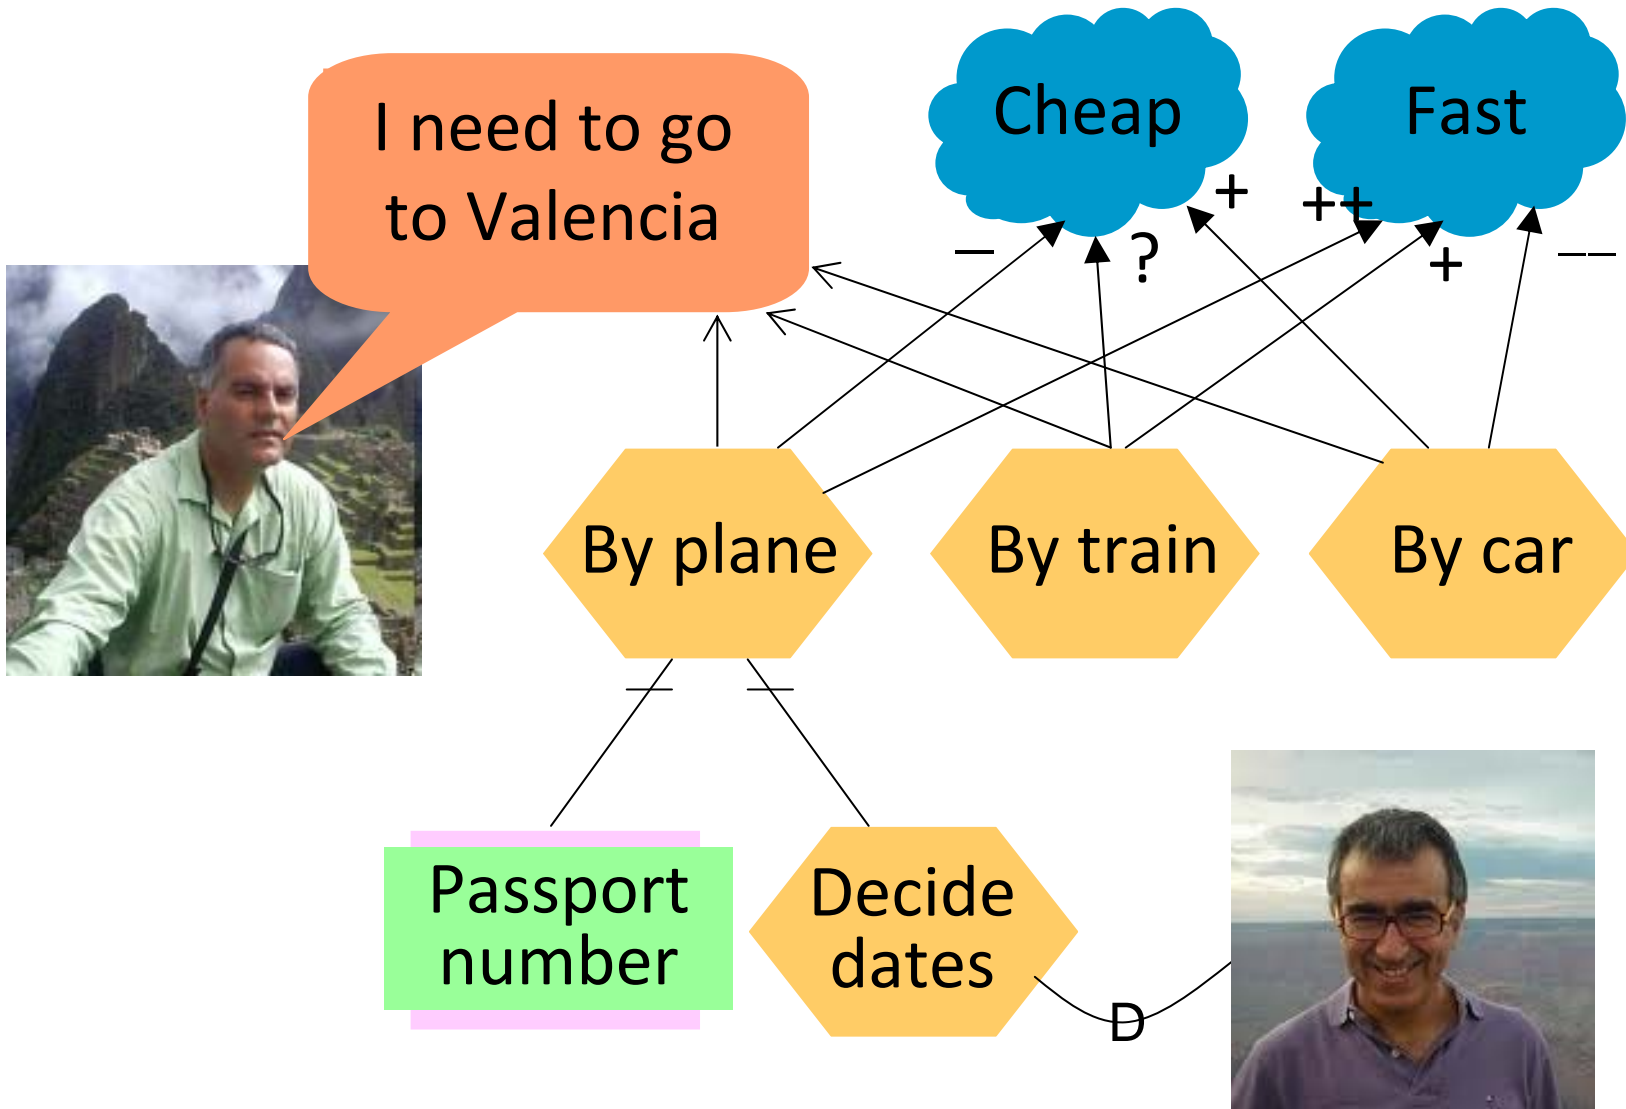 I need to go
to Valencia
Cheap
Fast
+
++
–
?
+
––
By plane
By train
By car
Passport
number
Decide
dates
D